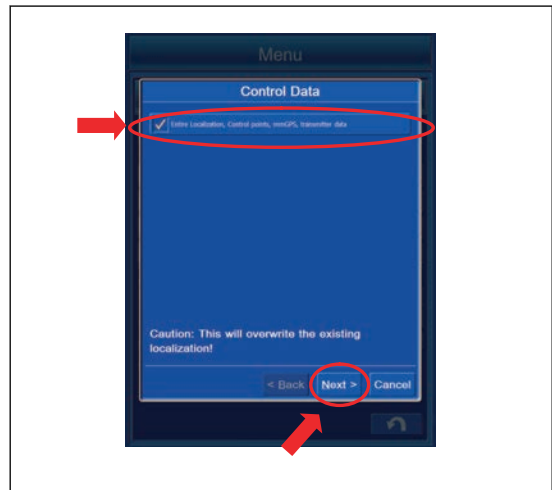 Menu
Control Data
Entire Localization, Control points, mmGPS, transmitter data
Caution: This will overwrite the existing
localization!
< Back Next > Cancel